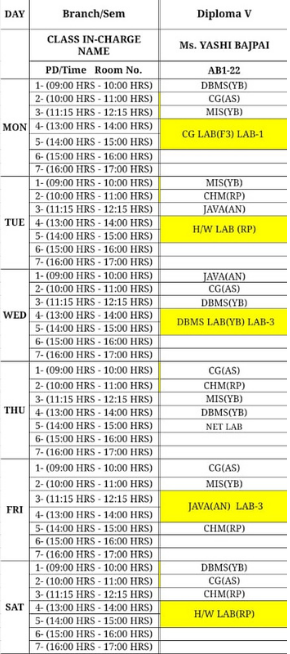 DAY Branch/Sem Diploma V
CLASS IN-CHARGE NAME Ms. YASHI BAJPAI
PD/Time Room No. AB1-22
MON
1- (09:00 HRS - 10:00 HRS) DBMS(YB)
2- (10:00 HRS - 11:00 HRS) CG(AS)
3- (11:15 HRS - 12:15 HRS) MIS(YB)
4- (13:00 HRS - 14:00 HRS) CG LAB(F3) LAB-1
5- (14:00 HRS - 15:00 HRS)
6- (15:00 HRS - 16:00 HRS)
7- (16:00 HRS - 17:00 HRS)
TUE
1- (09:00 HRS - 10:00 HRS) MIS(YB)
2- (10:00 HRS - 11:00 HRS) CHM(RP)
3- (11:15 HRS - 12:15 HRS) JAVA(AN)
4- (13:00 HRS - 14:00 HRS) H/W LAB (RP)
5- (14:00 HRS - 15:00 HRS)
6- (15:00 HRS - 16:00 HRS)
7- (16:00 HRS - 17:00 HRS)
WED
1- (09:00 HRS - 10:00 HRS) JAVA(AN)
2- (10:00 HRS - 11:00 HRS) CG(AS)
3- (11:15 HRS - 12:15 HRS) DBMS(YB)
4- (13:00 HRS - 14:00 HRS) DBMS LAB(YB) LAB-3
5- (14:00 HRS - 15:00 HRS)
6- (15:00 HRS - 16:00 HRS)
7- (16:00 HRS - 17:00 HRS)
THU
1- (09:00 HRS - 10:00 HRS) CG(AS)
2- (10:00 HRS - 11:00 HRS) CHM(RP)
3- (11:15 HRS - 12:15 HRS) MIS(YB)
4- (13:00 HRS - 14:00 HRS) DBMS(YB)
5- (14:00 HRS - 15:00 HRS) NET LAB
6- (15:00 HRS - 16:00 HRS)
7- (16:00 HRS - 17:00 HRS)
FRI
1- (09:00 HRS - 10:00 HRS) CG(AS)
2- (10:00 HRS - 11:00 HRS) MIS(YB)
3- (11:15 HRS - 12:15 HRS) JAVA(AN) LAB-3
4- (13:00 HRS - 14:00 HRS)
5- (14:00 HRS - 15:00 HRS) CHM(RP)
6- (15:00 HRS - 16:00 HRS)
7- (16:00 HRS - 17:00 HRS)
SAT
1- (09:00 HRS - 10:00 HRS) DBMS(YB)
2- (10:00 HRS - 11:00 HRS) CG(AS)
3- (11:15 HRS - 12:15 HRS) CHM(RP)
4- (13:00 HRS - 14:00 HRS) H/W LAB(RP)
5- (14:00 HRS - 15:00 HRS)
6- (15:00 HRS - 16:00 HRS)
7- (16:00 HRS - 17:00 HRS)